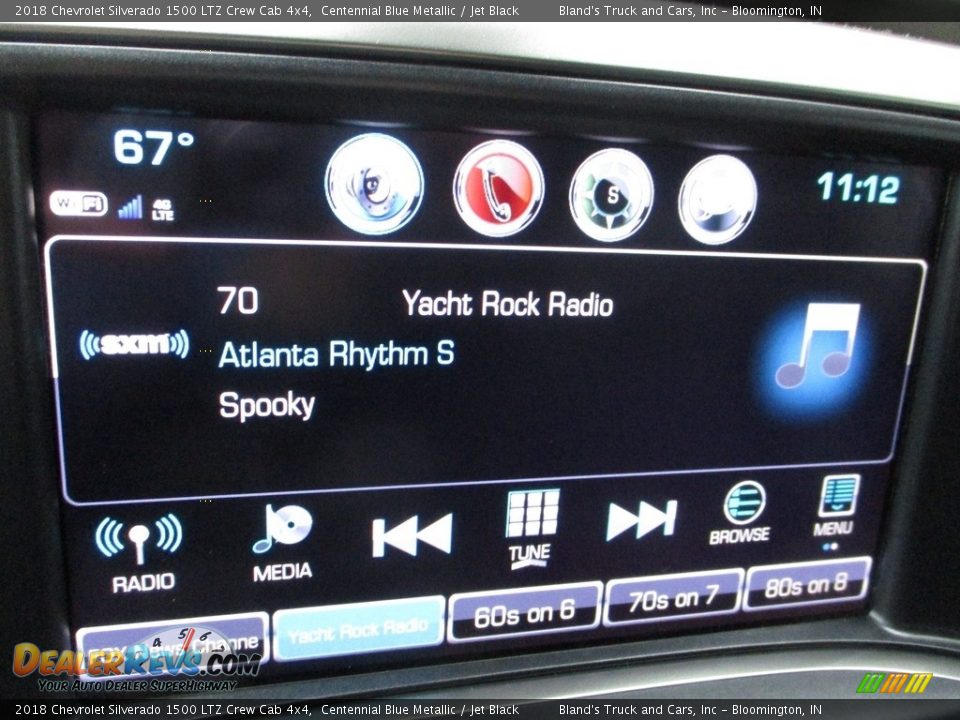 2018 Chevrolet Silverado 1500 LTZ Crew Cab 4x4, Centennial Blue Metallic / Jet Black Bland's Truck and Cars, Inc – Bloomington, IN
67°
11:12
WiFi 4G LTE
S
70 Yacht Rock Radio
sxm
Atlanta Rhythm S
Spooky
RADIO MEDIA TUNE BROWSE MENU
Yacht Rock Radio 60s on 6 70s on 7 80s on 8
4 5 6
DealerRevs.com
Your Auto Dealer SuperHighway
2018 Chevrolet Silverado 1500 LTZ Crew Cab 4x4, Centennial Blue Metallic / Jet Black Bland's Truck and Cars, Inc – Bloomington, IN